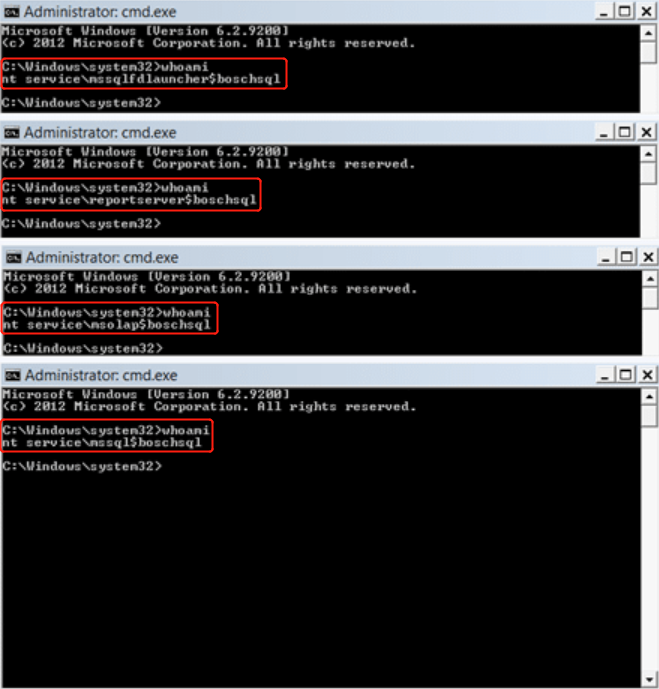 Administrator: cmd.exe
Microsoft Windows [Version 6.2.9200]
(c) 2012 Microsoft Corporation. All rights reserved.
C:\Windows\system32>whoami
nt service\mssqlfdlauncher$boschsql
C:\Windows\system32>
Administrator: cmd.exe
Microsoft Windows [Version 6.2.9200]
(c) 2012 Microsoft Corporation. All rights reserved.
C:\Windows\system32>whoami
nt service\reportserver$boschsql
C:\Windows\system32>
Administrator: cmd.exe
Microsoft Windows [Version 6.2.9200]
(c) 2012 Microsoft Corporation. All rights reserved.
C:\Windows\system32>whoami
nt service\msolap$boschsql
C:\Windows\system32>
Administrator: cmd.exe
Microsoft Windows [Version 6.2.9200]
(c) 2012 Microsoft Corporation. All rights reserved.
C:\Windows\system32>whoami
nt service\mssql$boschsql
C:\Windows\system32>